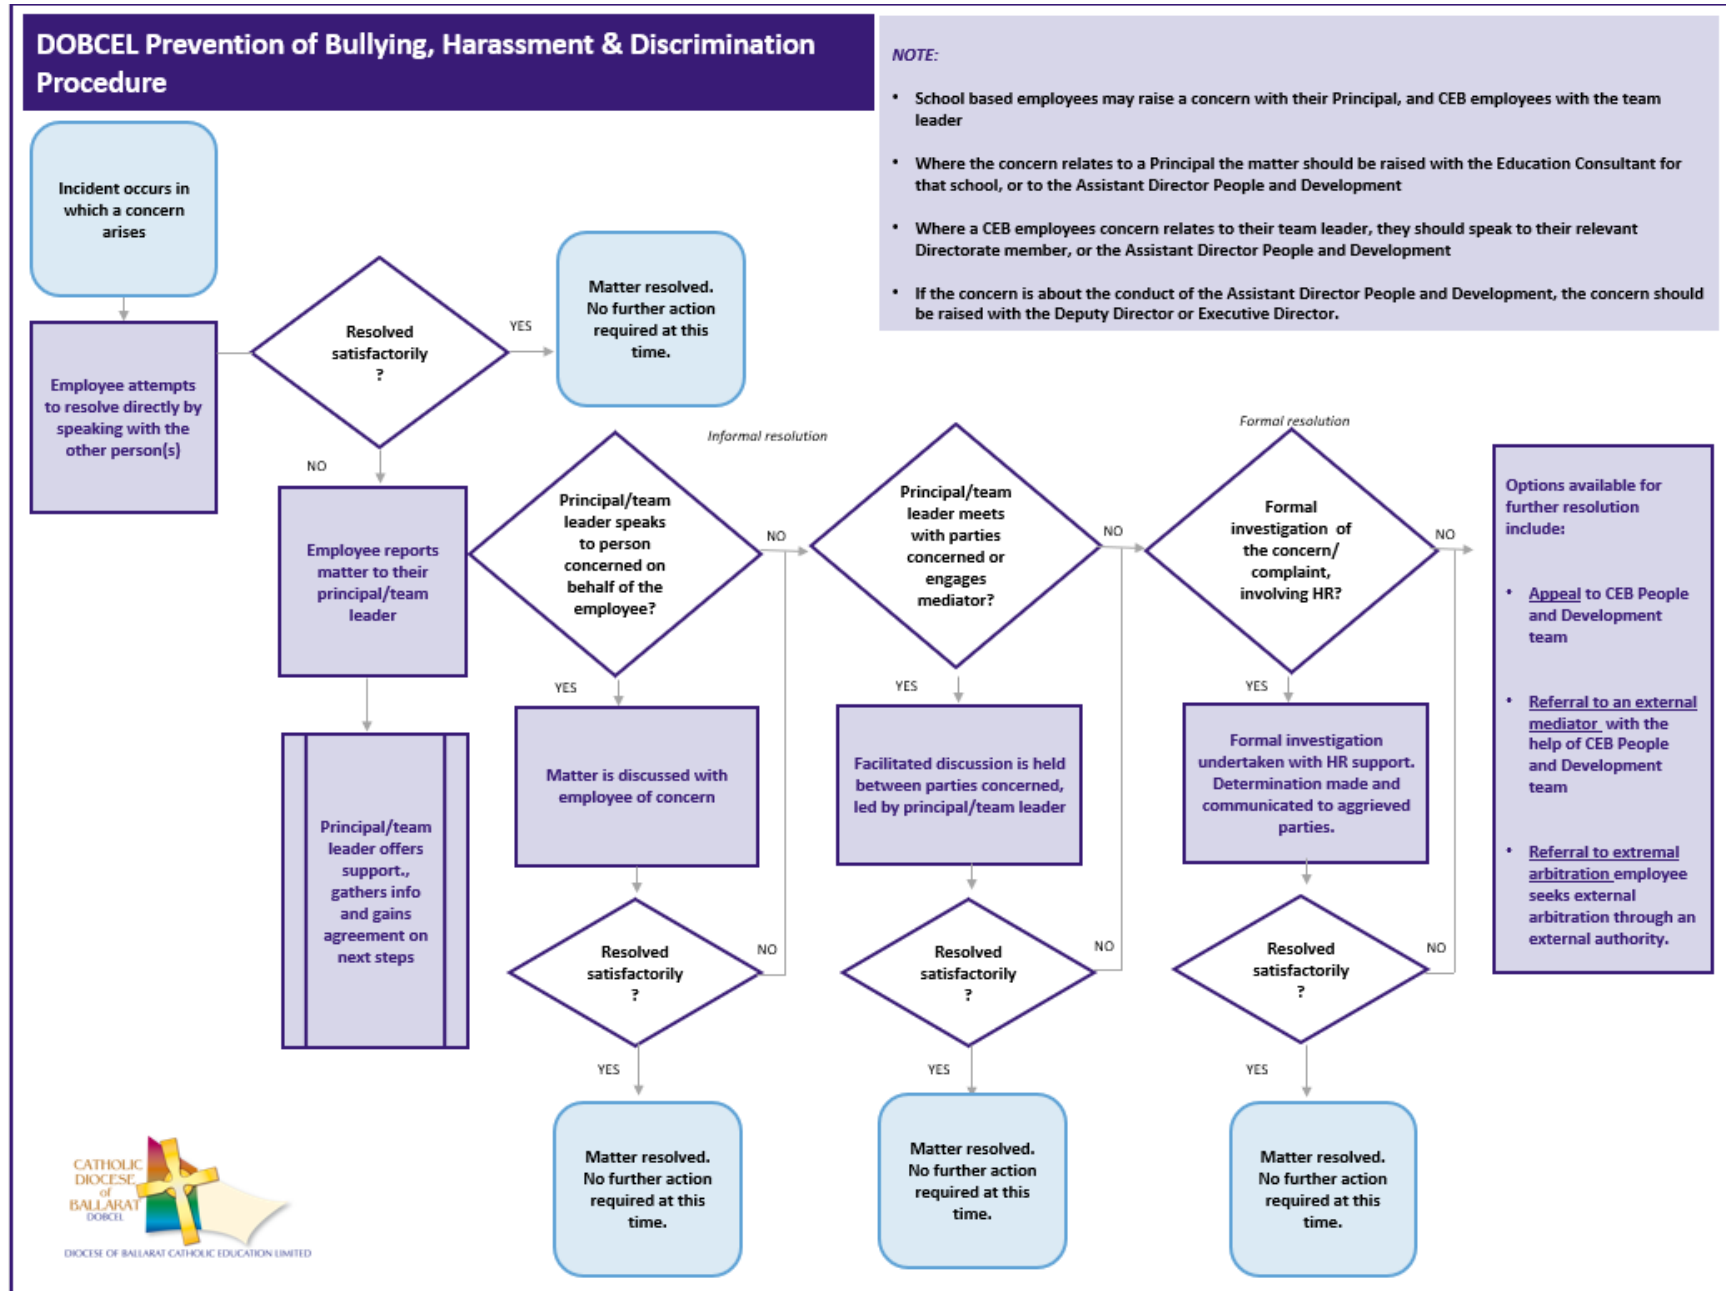 DOBCEL Prevention of Bullying, Harassment & Discrimination
Procedure
NOTE:
• School based employees may raise a concern with their Principal, and CEB employees with the team
leader
• Where the concern relates to a Principal the matter should be raised with the Education Consultant for
that school, or to the Assistant Director People and Development
• Where a CEB employees concern relates to their team leader, they should speak to their relevant
Directorate member, or the Assistant Director People and Development
• If the concern is about the conduct of the Assistant Director People and Development, the concern should
be raised with the Deputy Director or Executive Director.
Incident occurs in
which a concern
arises
Employee attempts
to resolve directly by
speaking with the
other person(s)
Resolved
satisfactorily
?
YES
Matter resolved.
No further action
required at this
time.
NO
Employee reports
matter to their
principal/team
leader
Principal/team
leader offers
support.,
gathers info
and gains
agreement on
next steps
Informal resolution
Principal/team
leader speaks
to person
concerned on
behalf of the
employee?
NO
YES
Matter is discussed with
employee of concern
Resolved
satisfactorily
?
NO
YES
Matter resolved.
No further action
required at this
time.
Principal/team
leader meets
with parties
concerned or
engages
mediator?
NO
YES
Facilitated discussion is held
between parties concerned,
led by principal/team leader
Resolved
satisfactorily
?
NO
YES
Matter resolved.
No further action
required at this
time.
Formal resolution
Formal
investigation of
the concern/
complaint,
involving HR?
NO
YES
Formal investigation
undertaken with HR support.
Determination made and
communicated to aggrieved
parties.
Resolved
satisfactorily
?
NO
YES
Matter resolved.
No further action
required at this
time.
Options available for
further resolution
include:
• Appeal to CEB People
and Development
team
• Referral to an external
mediator with the
help of CEB People
and Development
team
• Referral to extremal
arbitration employee
seeks external
arbitration through an
external authority.
CATHOLIC
DIOCESE
of
BALLARAT
DOBCEL
DIOCESE OF BALLARAT CATHOLIC EDUCATION LIMITED